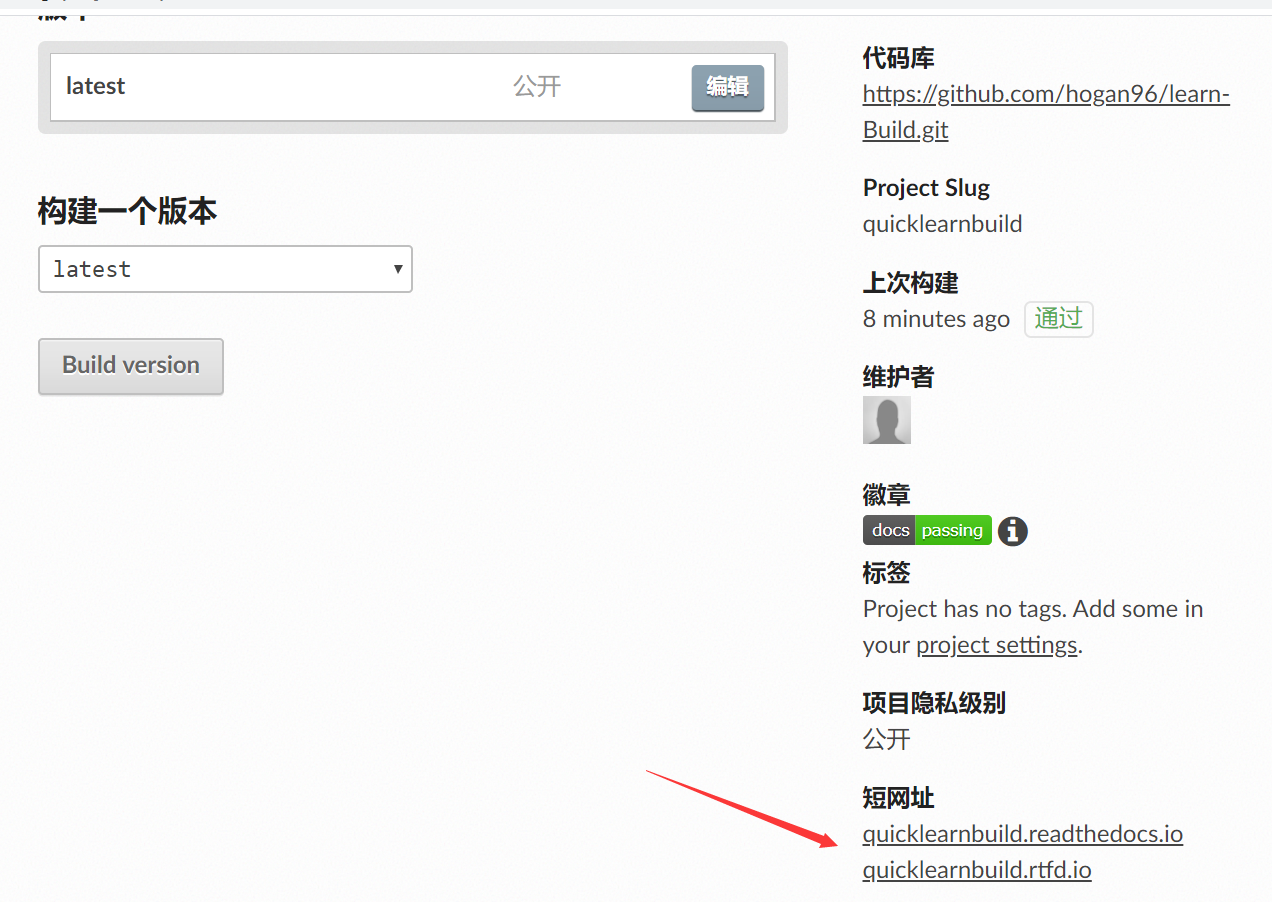 latest
公开
编辑
构建一个版本
latest
Build version
代码库
https://github.com/hogan96/learn-
Build.git
Project Slug
quicklearnbuild
上次构建
8 minutes ago 通过
维护者
徽章
docs passing
标签
Project has no tags. Add some in
your project settings.
项目隐私级别
公开
短网址
quicklearnbuild.readthedocs.io
quicklearnbuild.rtfd.io